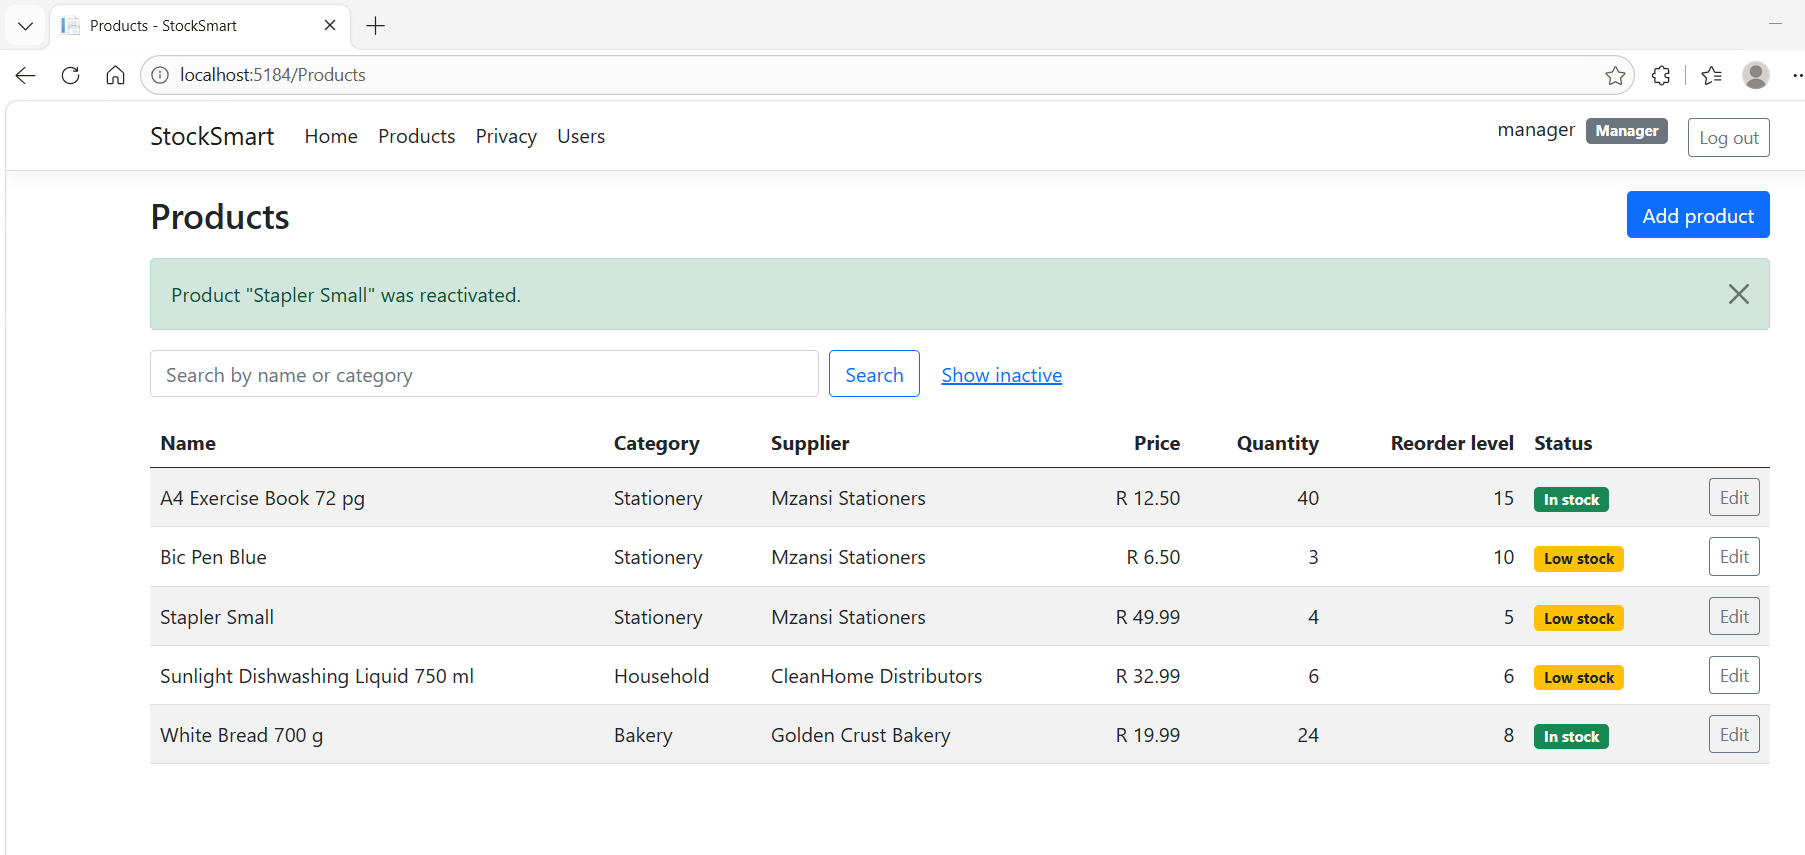 Products - StockSmart
localhost:5184/Products
StockSmart Home Products Privacy Users manager Manager Log out
Products Add product
Product "Stapler Small" was reactivated.
Search by name or category Search Show inactive
Name Category Supplier Price Quantity Reorder level Status
A4 Exercise Book 72 pg Stationery Mzansi Stationers R 12.50 40 15 In stock Edit
Bic Pen Blue Stationery Mzansi Stationers R 6.50 3 10 Low stock Edit
Stapler Small Stationery Mzansi Stationers R 49.99 4 5 Low stock Edit
Sunlight Dishwashing Liquid 750 ml Household CleanHome Distributors R 32.99 6 6 Low stock Edit
White Bread 700 g Bakery Golden Crust Bakery R 19.99 24 8 In stock Edit